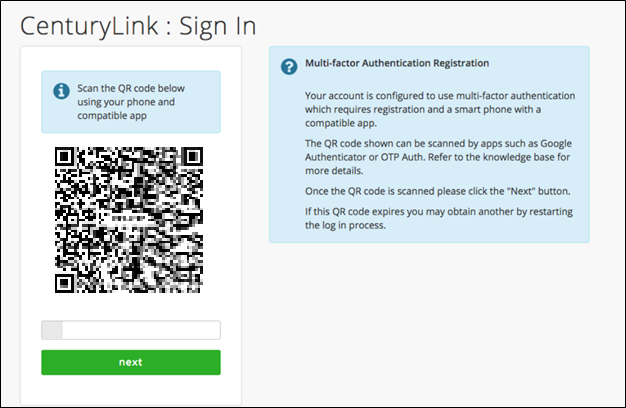 CenturyLink : Sign In
Scan the QR code below
using your phone and
compatible app
next
Multi-factor Authentication Registration
Your account is configured to use multi-factor authentication
which requires registration and a smart phone with a
compatible app.
The QR code shown can be scanned by apps such as Google
Authenticator or OTP Auth. Refer to the knowledge base for
more details.
Once the QR code is scanned please click the "Next" button.
If this QR code expires you may obtain another by restarting
the log in process.